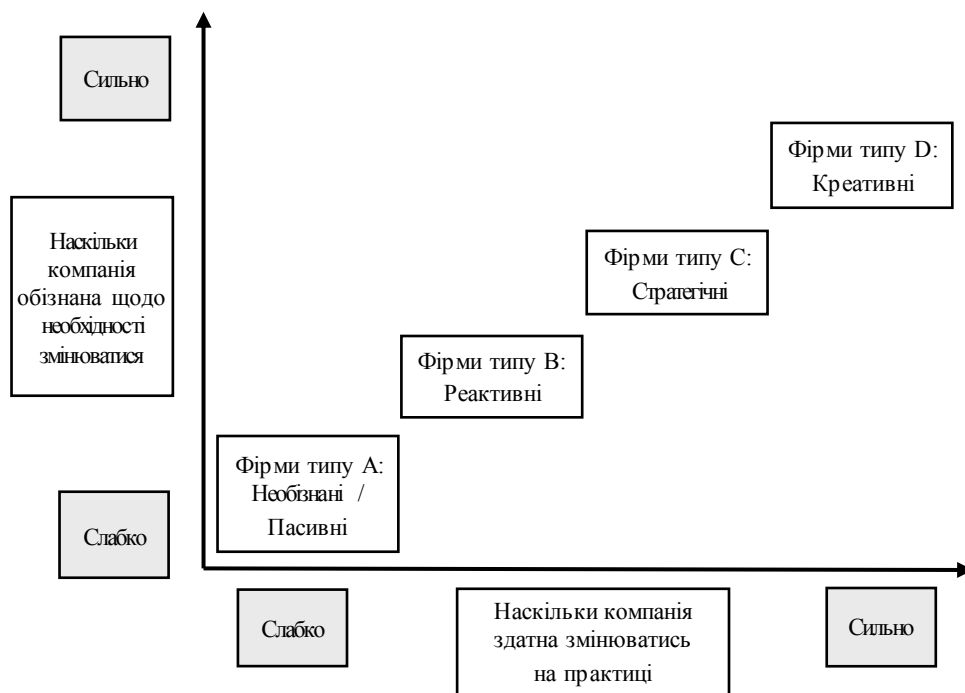 Сильно
Фірми типу D:
Креативні
Наскільки
компанія
обізнана щодо
необхідності
змінюватися
Фірми типу C:
Стратегічні
Фірми типу B:
Реактивні
Фірми типу A:
Необізнані /
Пасивні
Слабко
Слабко
Наскільки компанія
здатна змінюватись
на практиці
Сильно